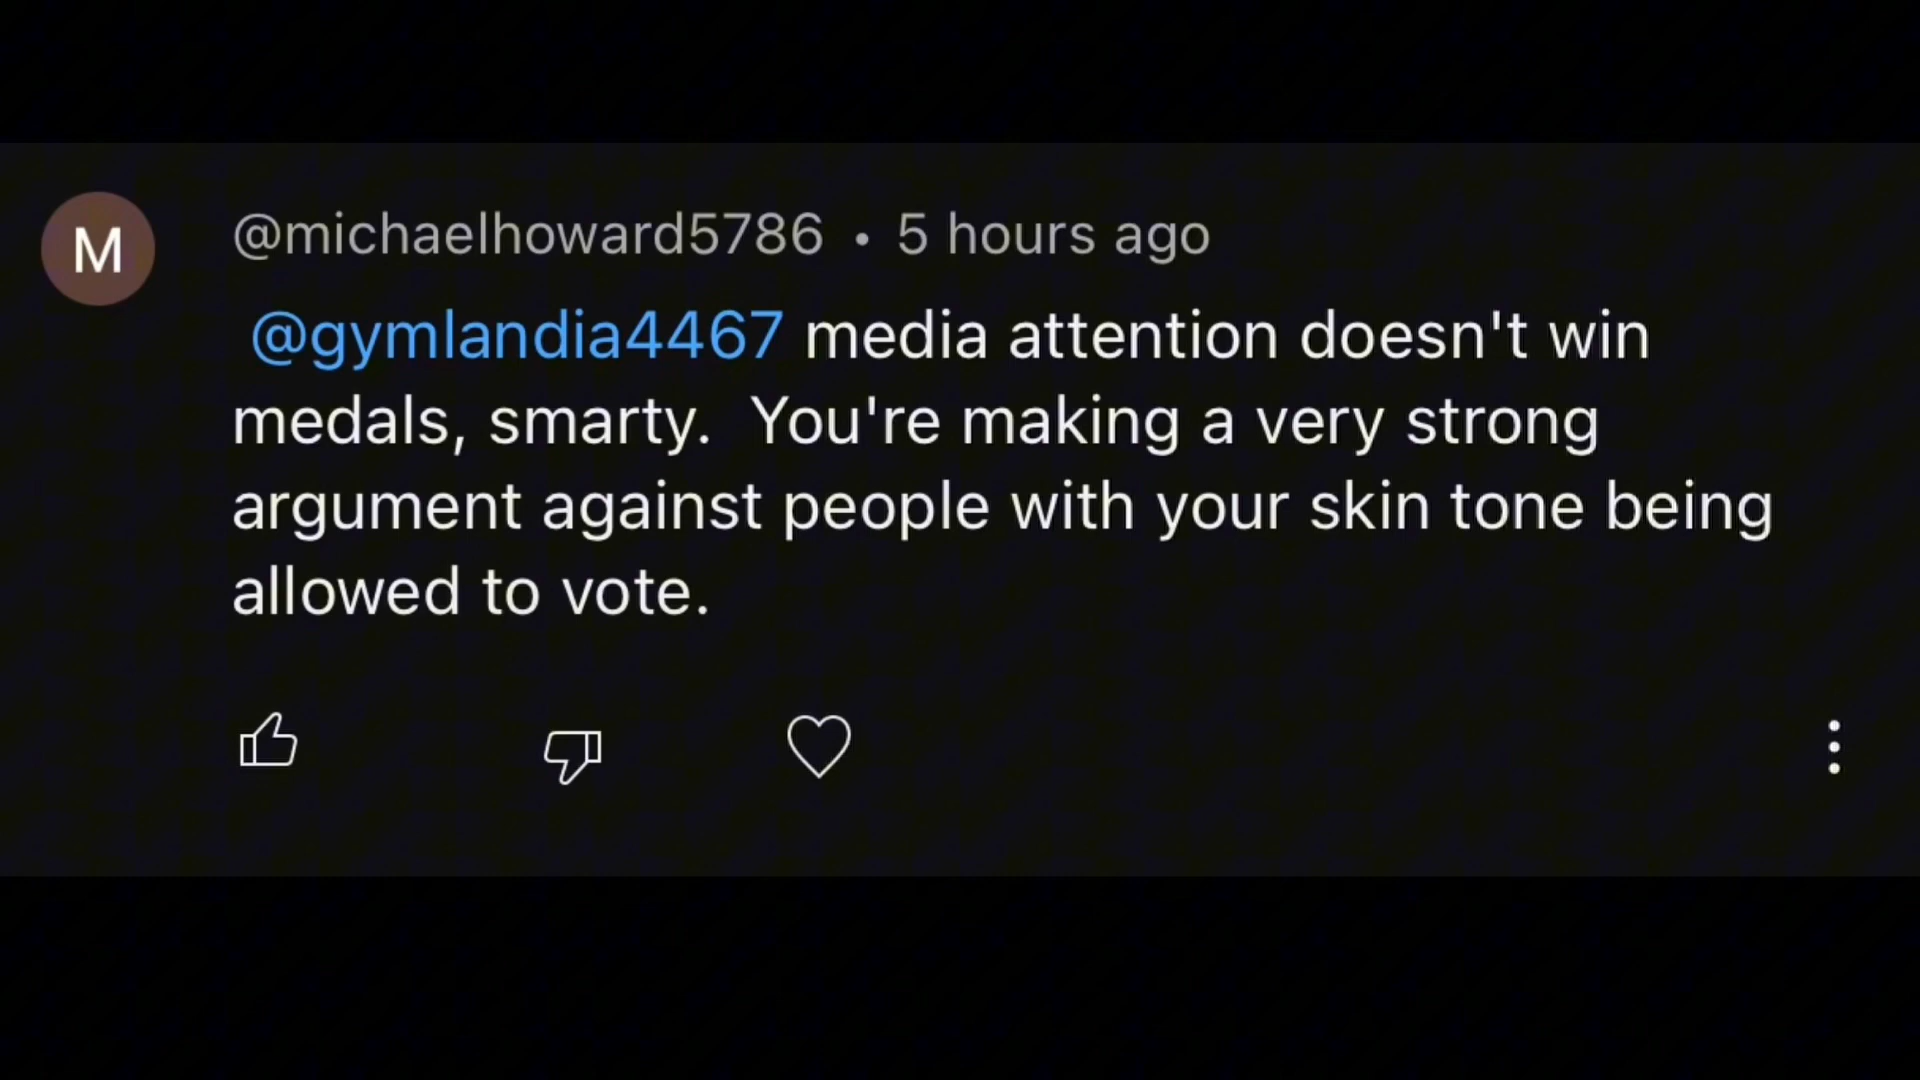 M
@michaelhoward5786 • 5 hours ago
@gymlandia4467 media attention doesn't win
medals, smarty.  You're making a very strong
argument against people with your skin tone being
allowed to vote.